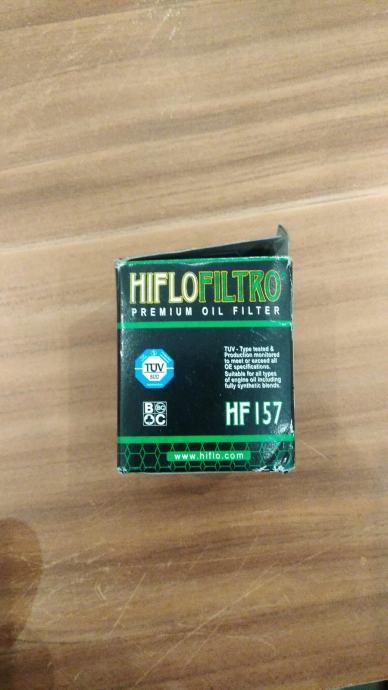 HIFLOFILTRO
PREMIUM OIL FILTER
TUV - Type tested &
Production monitored
to meet or exceed all
OE specifications.
Suitable for all types
of engine oil including
fully synthetic blends.
TUV
HF157
www.hiflo.com